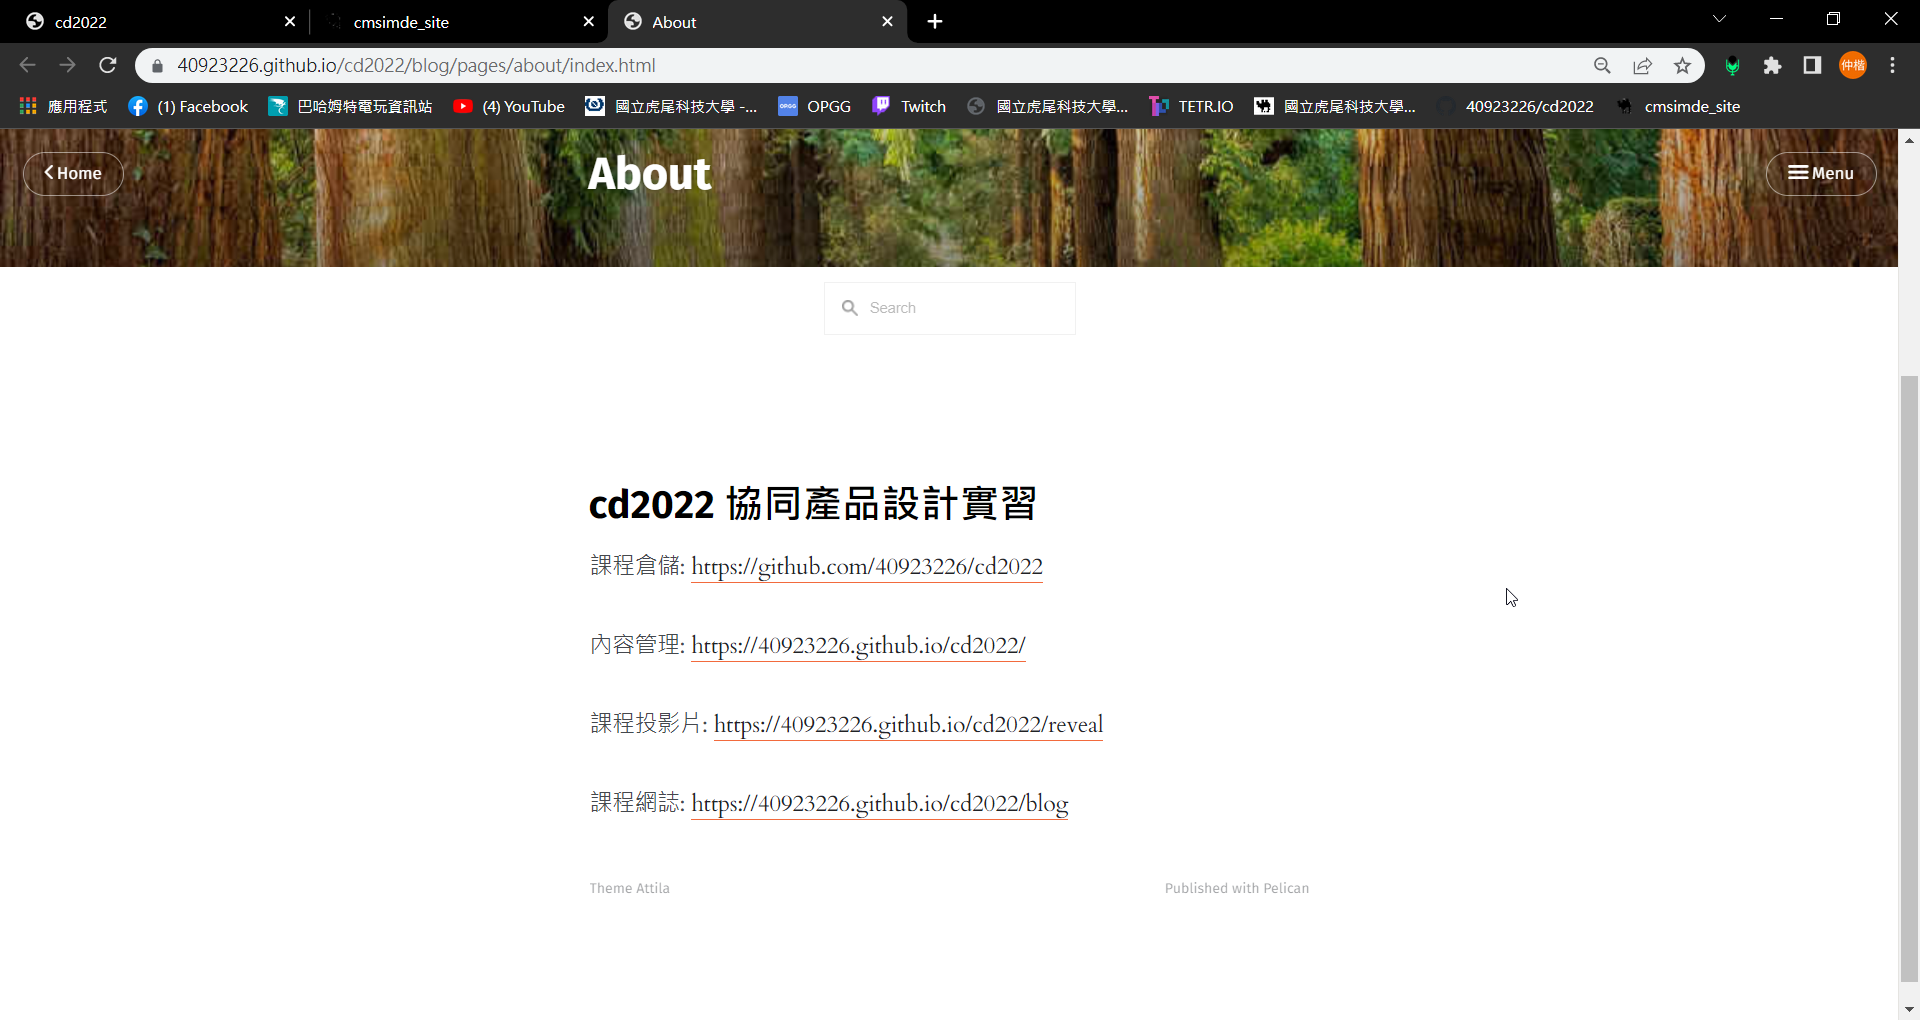 cd2022
cmsimde_site
About
40923226.github.io/cd2022/blog/pages/about/index.html
仲楷
應用程式
(1) Facebook
巴哈姆特電玩資訊站
(4) YouTube
國立虎尾科技大學 -...
OPGG
OPGG
Twitch
國立虎尾科技大學...
TETR.IO
國立虎尾科技大學...
40923226/cd2022
cmsimde_site
Home
About
Menu
Search
cd2022 協同產品設計實習
課程倉儲: https://github.com/40923226/cd2022
內容管理: https://40923226.github.io/cd2022/
課程投影片: https://40923226.github.io/cd2022/reveal
課程網誌: https://40923226.github.io/cd2022/blog
Theme Attila
Published with Pelican